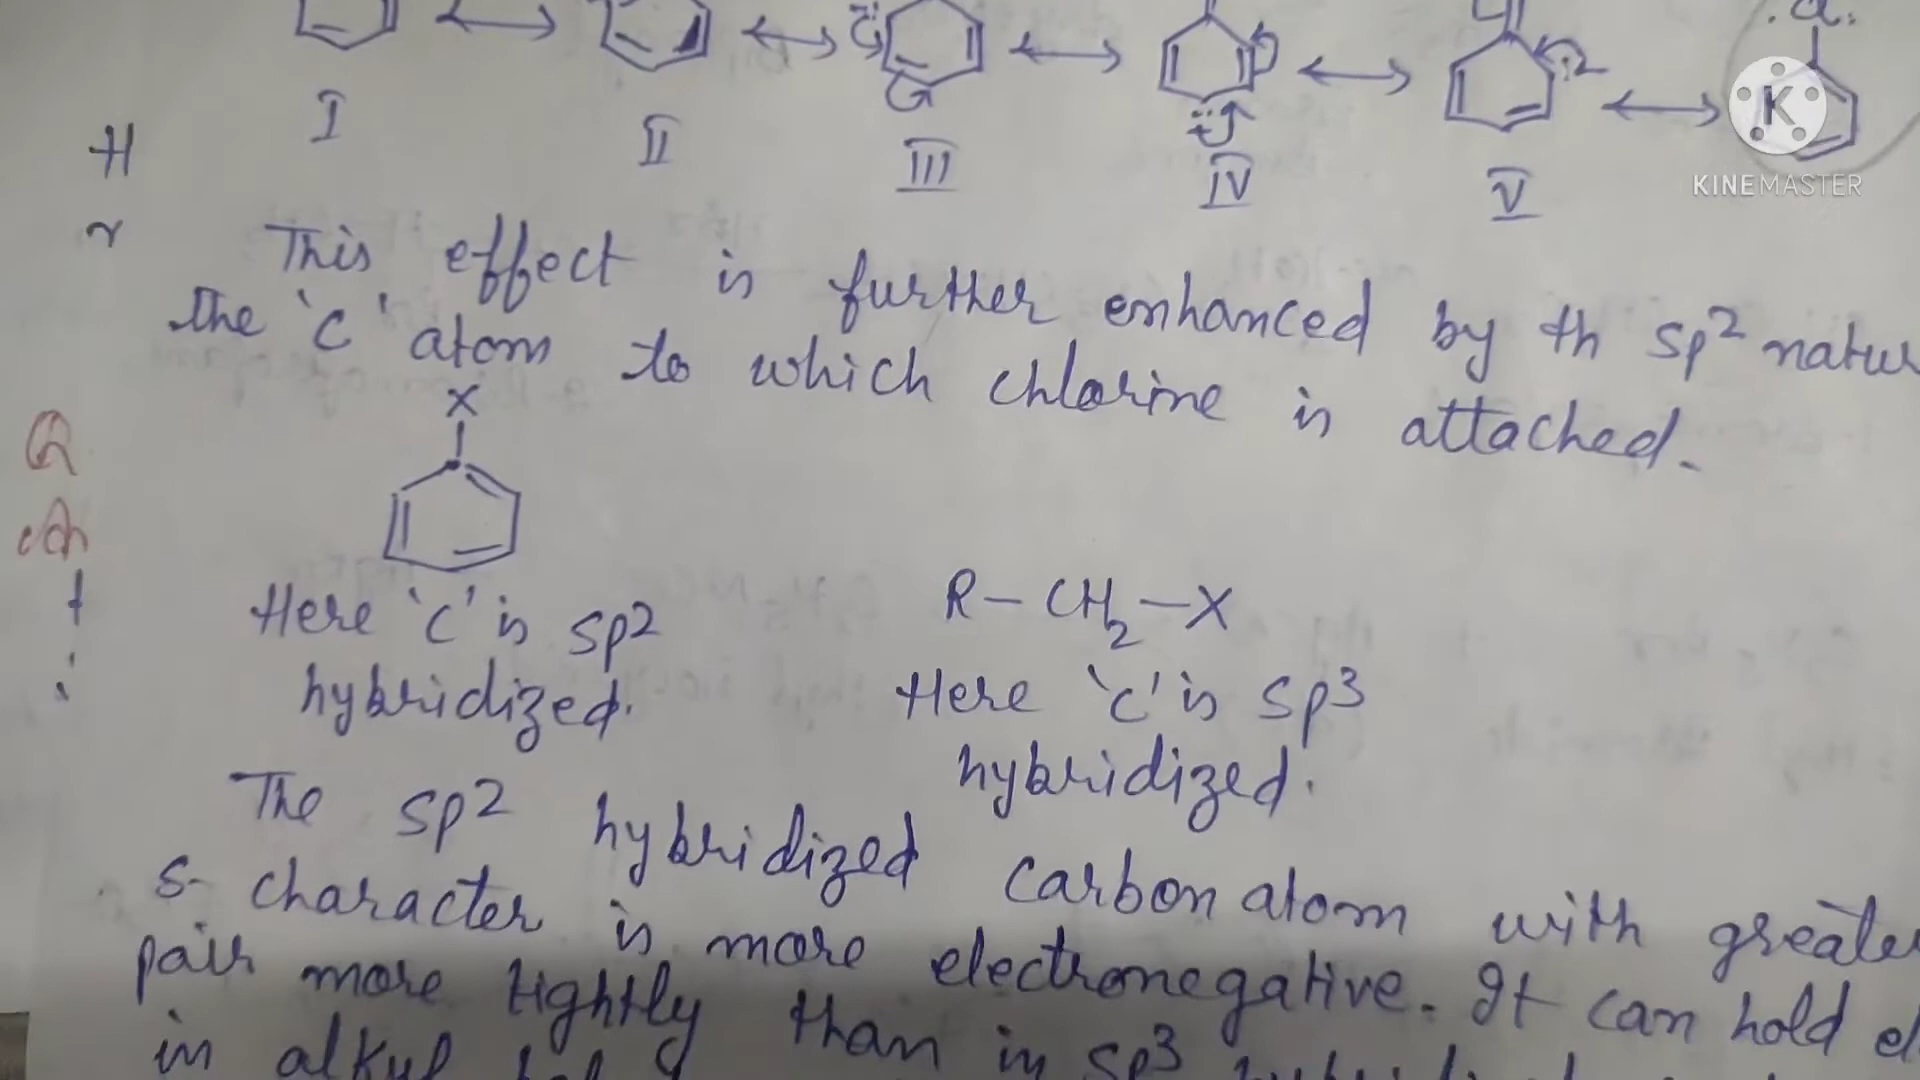 I II III IV V
KINEMASTER
H
r
This effect is further enhanced by th sp2
the 'C' atom to which chlorine is attached.
X
Here 'C' is sp2
hybridized.
R-CH2-X
Here 'C' is sp3
hybridized.
The sp2 hybridized carbon atom with
s-character is more electronegative. It can hold
pair more tightly than in sp3
in alkyl